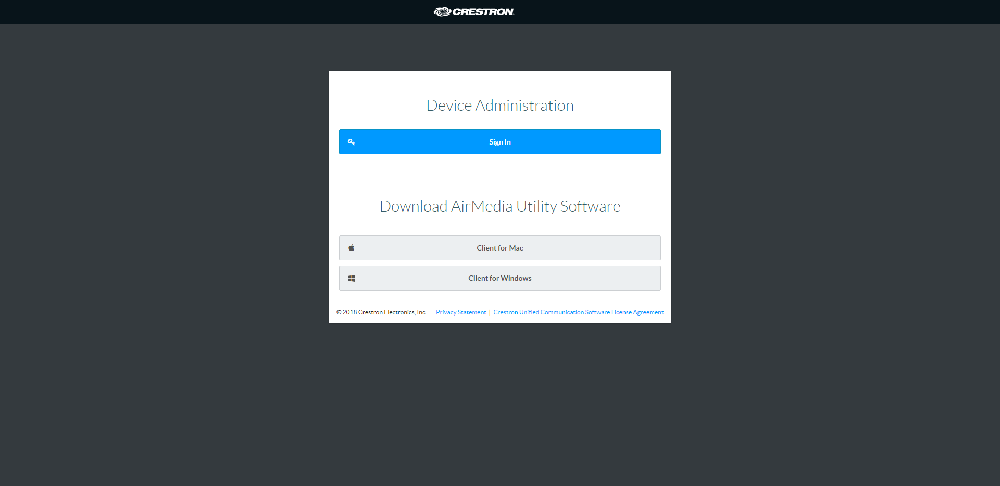 CRESTRON
Device Administration
Sign In
Download AirMedia Utility Software
Client for Mac
Client for Windows
© 2018 Crestron Electronics, Inc. Privacy Statement | Crestron Unified Communication Software License Agreement